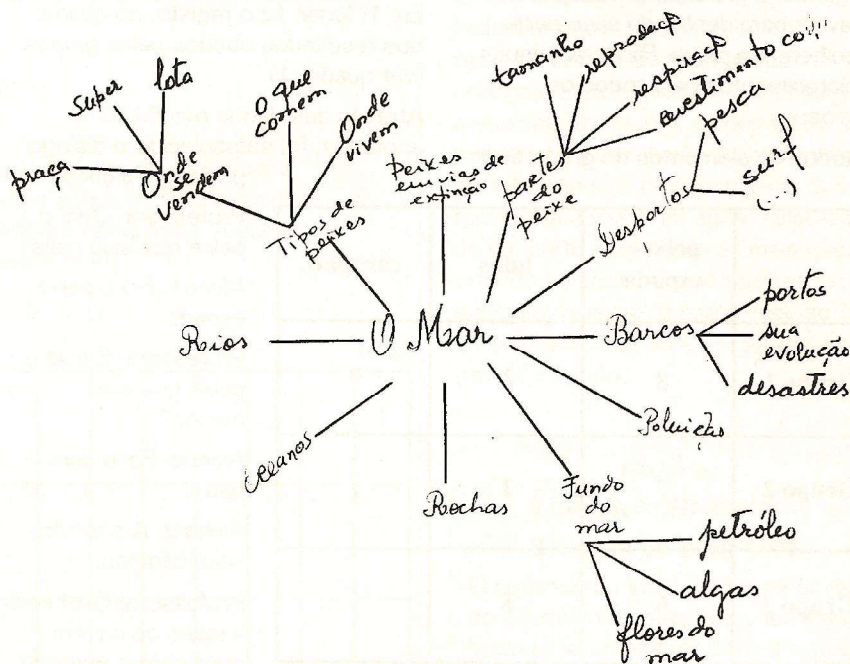 Super
lota
praça
Onde
se
vendem
O que
comem
Onde
vivem
Tipos de
peixes
Peixes
em vias de
extinção
partes
do
peixe
tamanho
reprodução
respiração
revestimento co...
Desportos
pesca
surf
(...)
Rios
O Mar
Barcos
portos
sua
evolução
desastres
Poluição
Oceanos
Rochas
Fundo
do
mar
petróleo
algas
flores do
mar